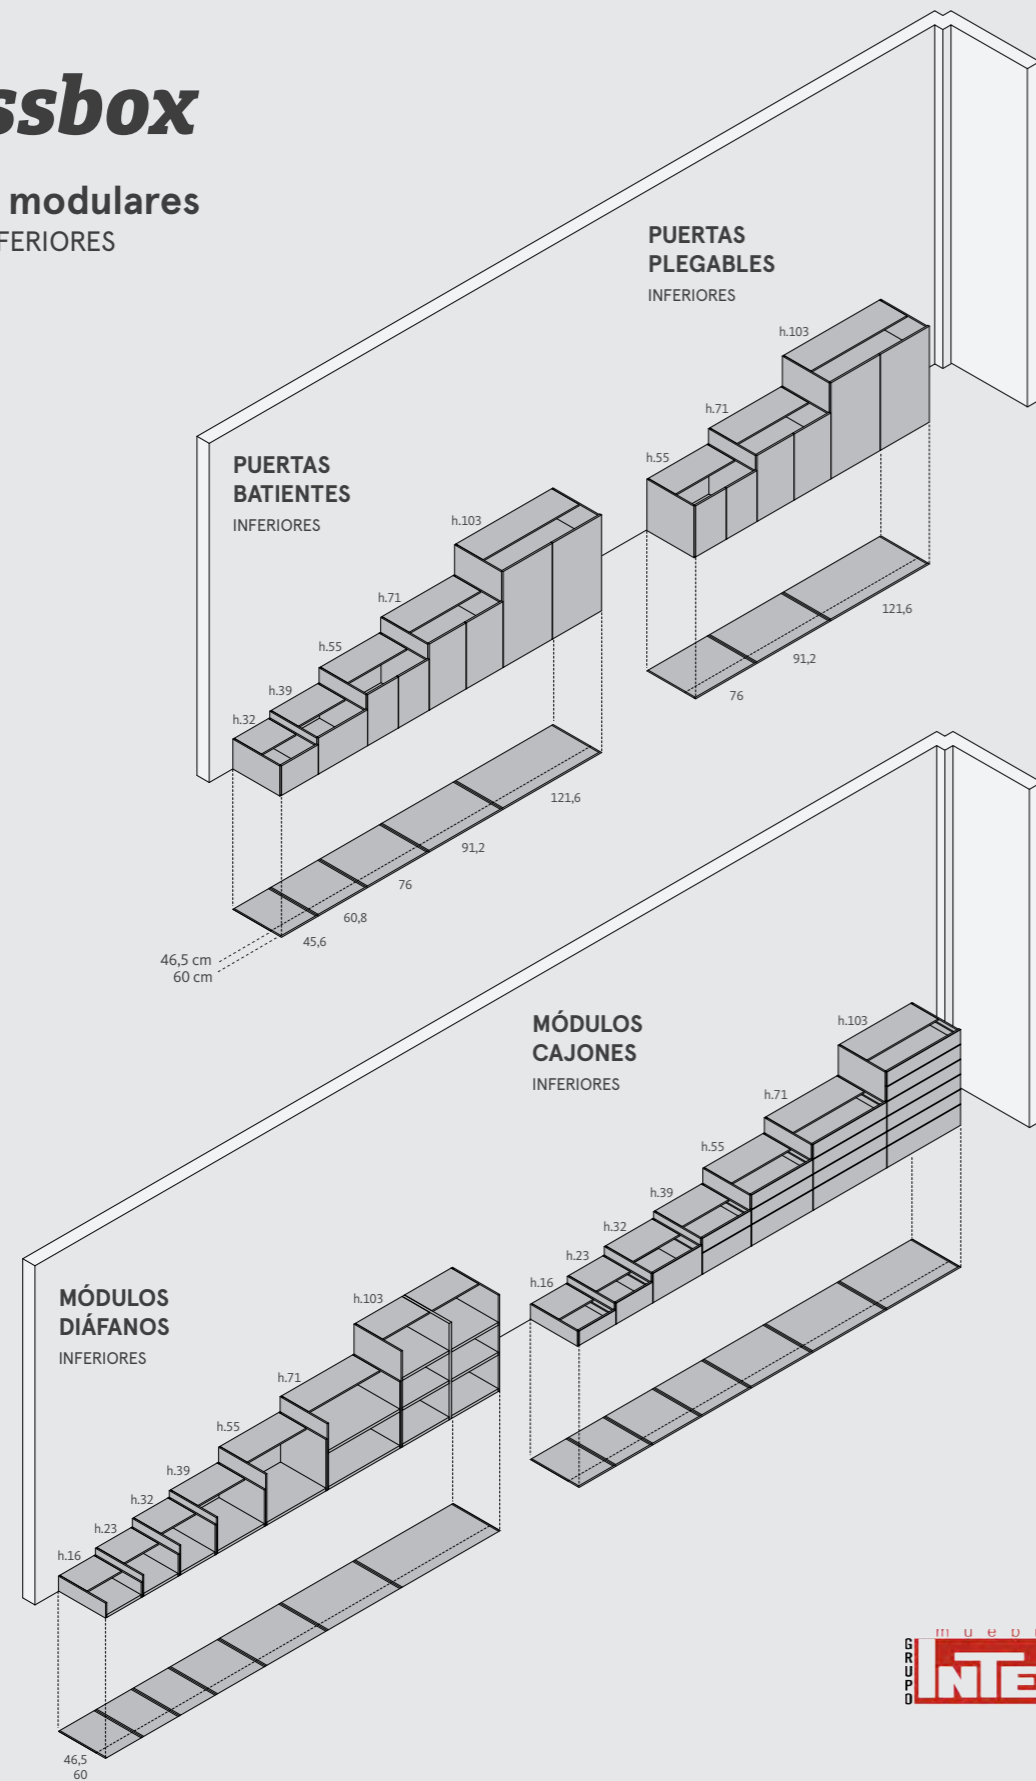 ssbox
modulares
FERIORES
PUERTAS
PLEGABLES
INFERIORES
h.103
h.71
h.55
121,6
91,2
76
PUERTAS
BATIENTES
INFERIORES
h.103
h.71
h.55
h.39
h.32
121,6
91,2
76
60,8
45,6
46,5 cm
60 cm
MÓDULOS
CAJONES
INFERIORES
h.103
h.71
h.55
h.39
h.32
h.23
h.16
MÓDULOS
DIÁFANOS
INFERIORES
h.103
h.71
h.55
h.39
h.32
h.23
h.16
46,5
60
GRUPO
INTE